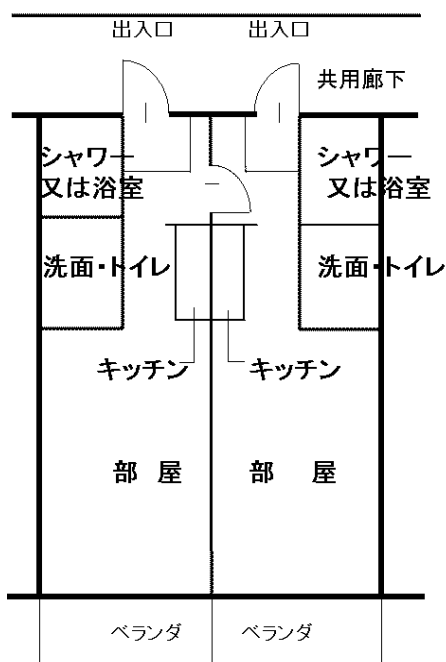 出入口 出入口
共用廊下
シャワー シャワー
又は浴室 又は浴室
洗面・トイレ 洗面・トイレ
キッチン キッチン
部 屋 部 屋
ベランダ ベランダ